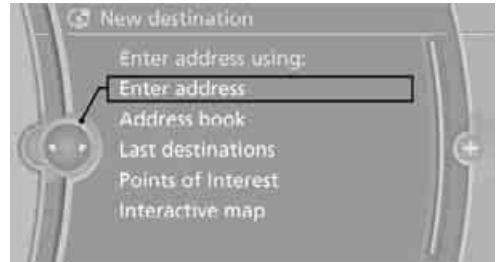 New destination
Enter address using:
Enter address
Address book
Last destinations
Points of Interest
Interactive map